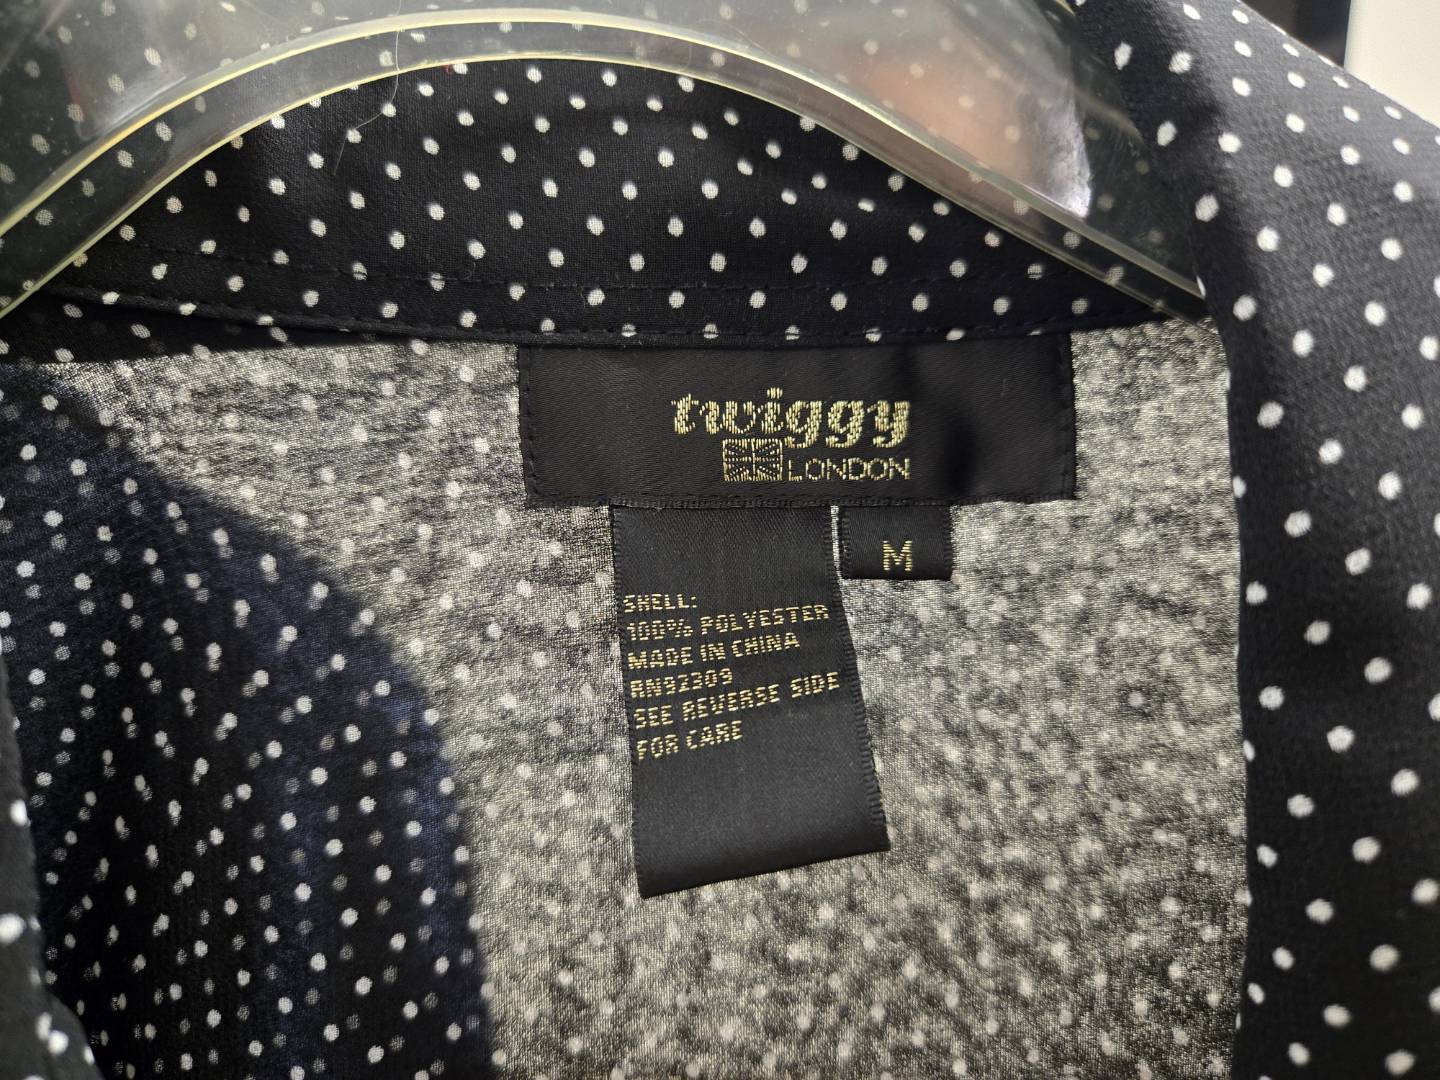 twiggy
LONDON
M
SHELL:
100% POLYESTER
MADE IN CHINA
RN92309
SEE REVERSE SIDE
FOR CARE